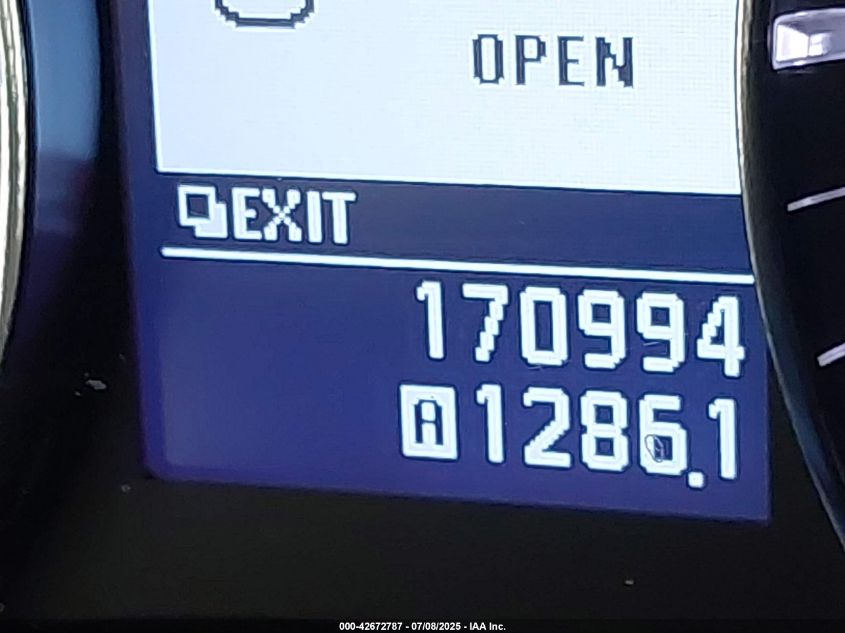 OPEN
EXIT
170994
A 1286.1
000-42672787 - 07/08/2025 - IAA Inc.